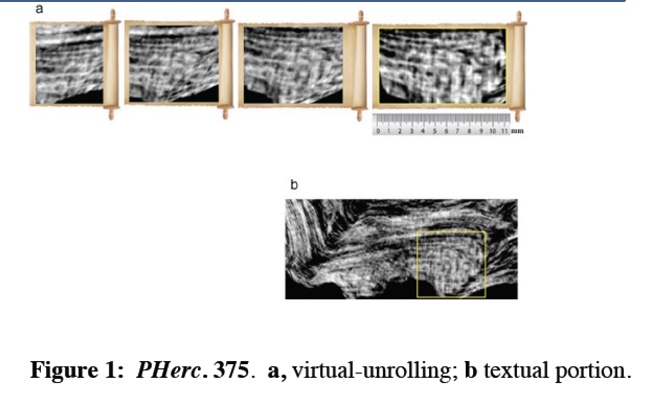 a
0 1 2 3 4 5 6 7 8 9 10 11 mm
b
Figure 1: PHerc. 375. a, virtual-unrolling; b textual portion.